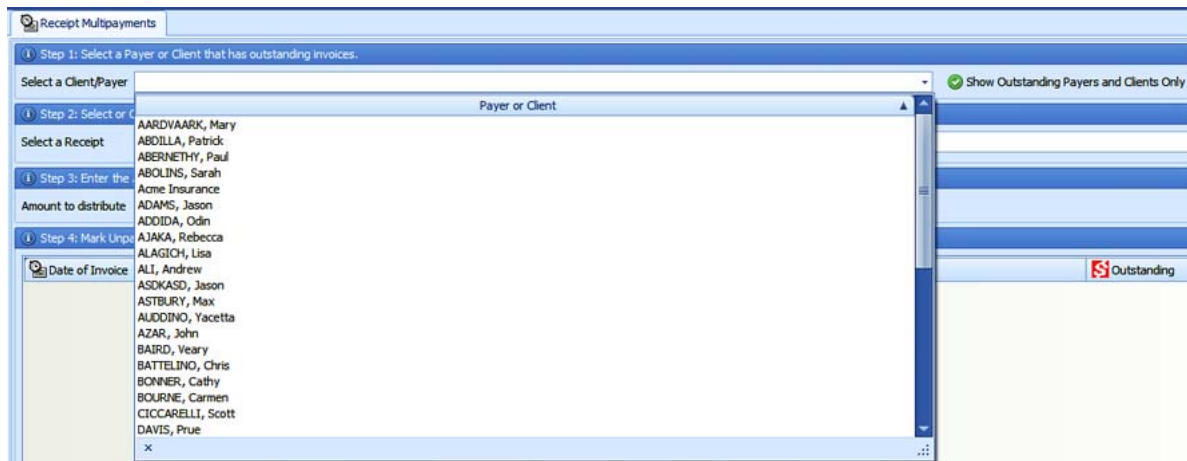 Receipt Multipayments
Step 1: Select a Payer or Client that has outstanding invoices.
Select a Client/Payer
Show Outstanding Payers and Clients Only
Payer or Client
Step 2: Select or
Select a Receipt
Step 3: Enter the
Amount to distribute
Step 4: Mark
Date of Invoice
Outstanding
AARDVAARK, Mary
ABDILLA, Patrick
ABERNETHY, Paul
ABOLINS, Sarah
Acme Insurance
ADAMS, Jason
ADDIDA, Odin
AJAKA, Rebecca
ALAGICH, Lisa
ALI, Andrew
ASDKASD, Jason
ASTBURY, Max
AUDDINO, Yacetta
AZAR, John
BAIRD, Veary
BATTELINO, Chris
BONNER, Cathy
BOURNE, Carmen
CICCARELLI, Scott
DAVIS, Prue